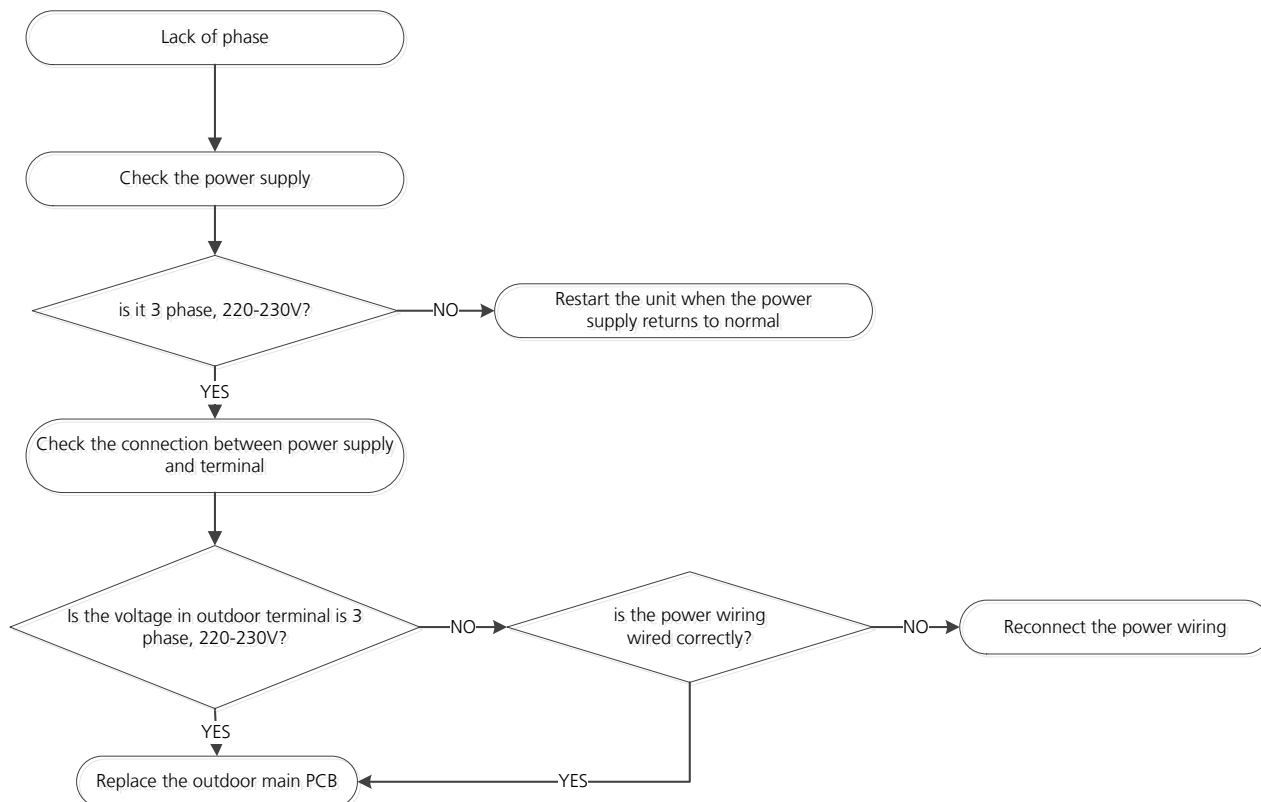 Lack of phase
Check the power supply
is it 3 phase, 220-230V?
NO
Restart the unit when the power
supply returns to normal
YES
Check the connection between power supply
and terminal
Is the voltage in outdoor terminal is 3
phase, 220-230V?
NO
is the power wiring
wired correctly?
NO
Reconnect the power wiring
YES
Replace the outdoor main PCB
YES